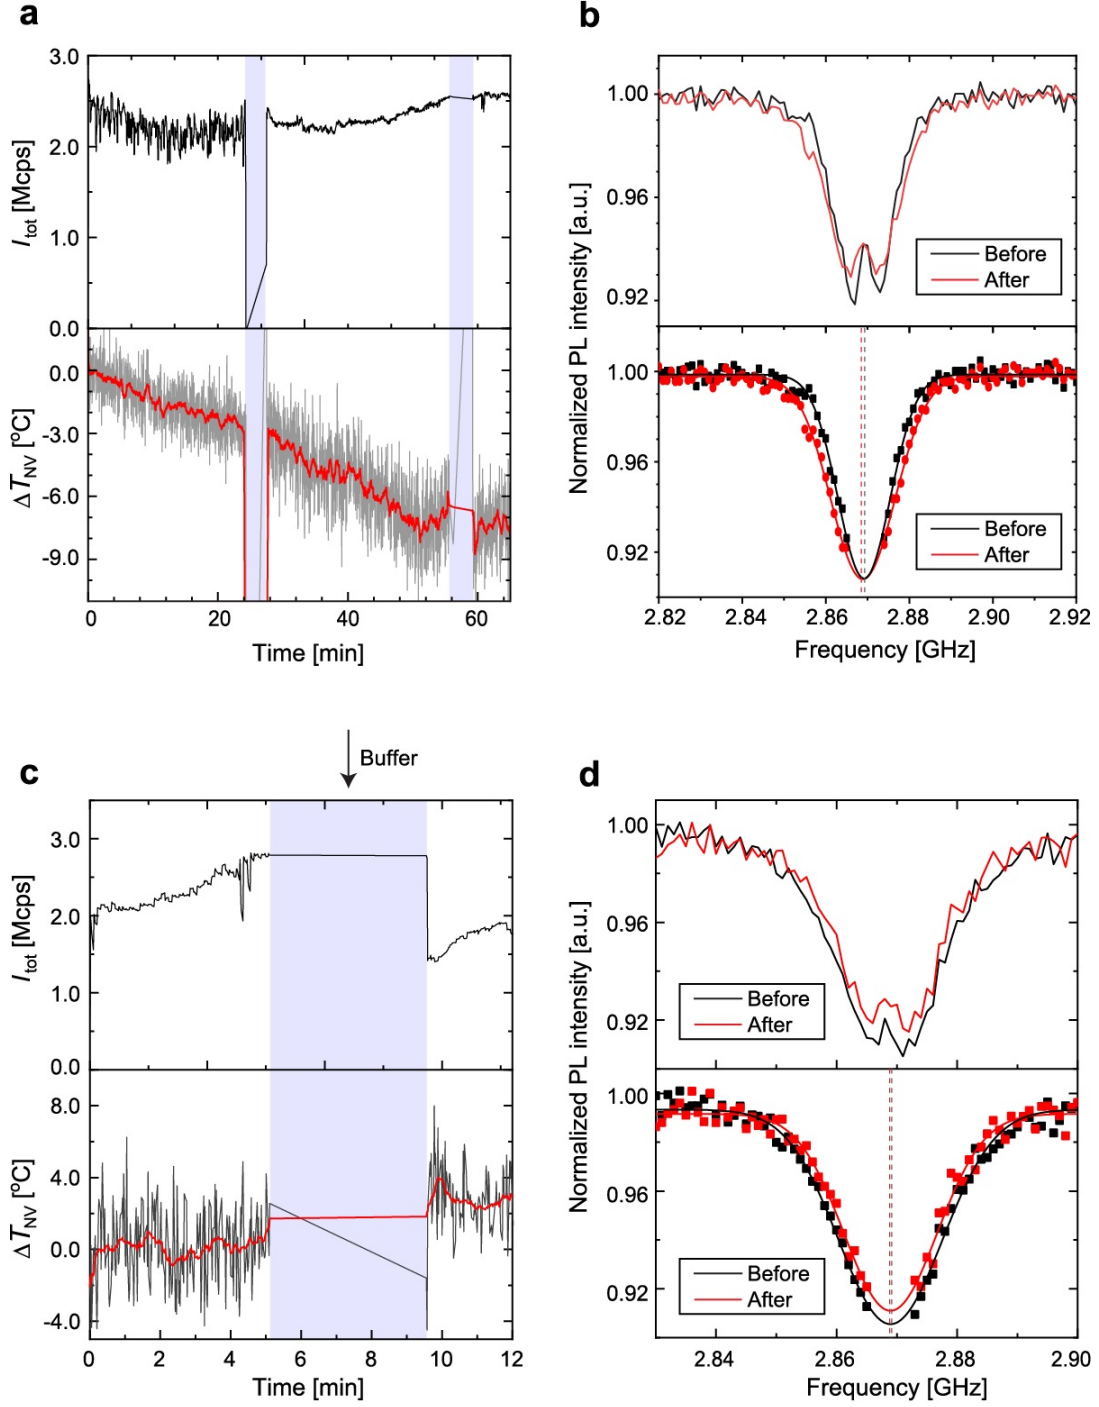 a
3.0
2.0
1.0
0.0
Itot [Mcps]
0.0
-3.0
-6.0
-9.0
ΔTNV [°C]
0 20 40 60
Time [min]
b
1.00
0.96
0.92
Before
After
1.00
0.96
0.92
Before
After
Normalized PL intensity [a.u.]
2.82 2.84 2.86 2.88 2.90 2.92
Frequency [GHz]
Buffer
c
3.0
2.0
1.0
0.0
Itot [Mcps]
8.0
4.0
0.0
-4.0
ΔTNV [°C]
0 2 4 6 8 10 12
Time [min]
d
1.00
0.96
0.92
Before
After
1.00
0.96
0.92
Before
After
Normalized PL intensity [a.u.]
2.84 2.86 2.88 2.90
Frequency [GHz]